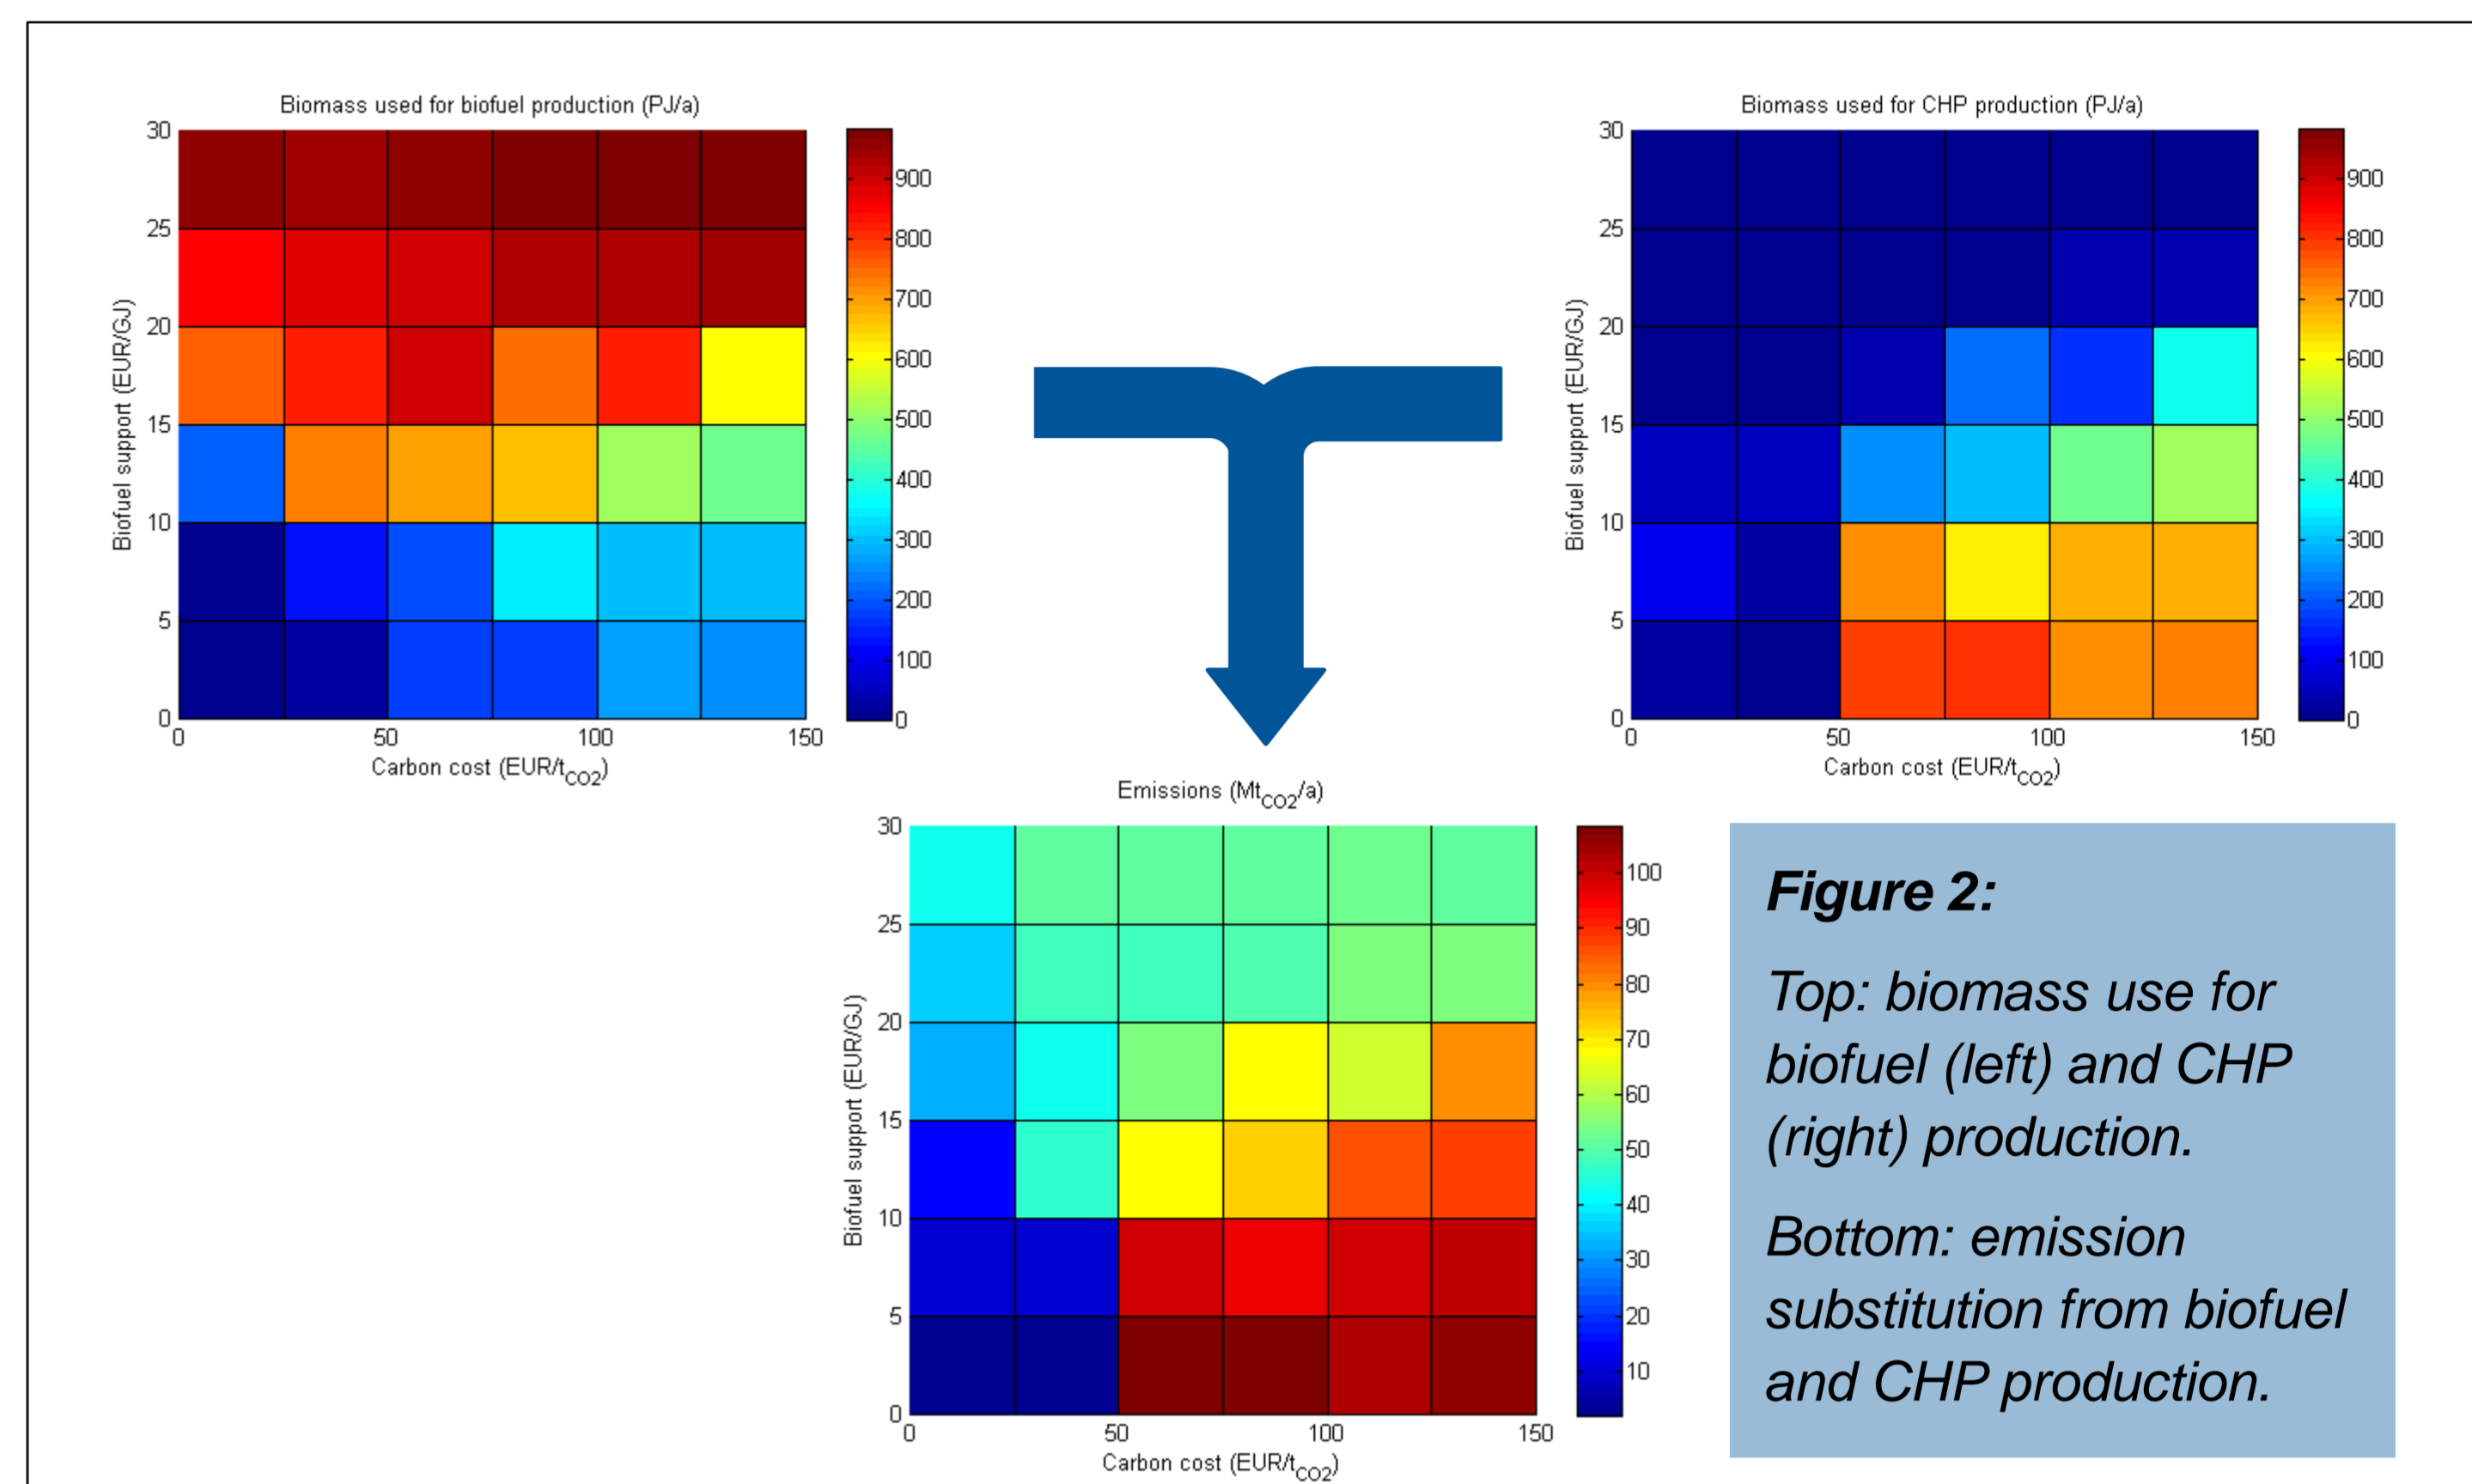 Biomass used for biofuel production (PJ/a)
30
25
20
15
10
5
0
Biofuel support (EUR/GJ)
0 50 100 150
Carbon cost (EUR/tCO2)
900
800
700
600
500
400
300
200
100
0
Biomass used for CHP production (PJ/a)
30
25
20
15
10
5
0
Biofuel support (EUR/GJ)
0 50 100 150
Carbon cost (EUR/tCO2)
900
800
700
600
500
400
300
200
100
0
Emissions (MtCO2/a)
30
25
20
15
10
5
0
Biofuel support (EUR/GJ)
0 50 100 150
Carbon cost (EUR/tCO2)
100
90
80
70
60
50
40
30
20
10
Figure 2:
Top: biomass use for
biofuel (left) and CHP
(right) production.
Bottom: emission
substitution from biofuel
and CHP production.